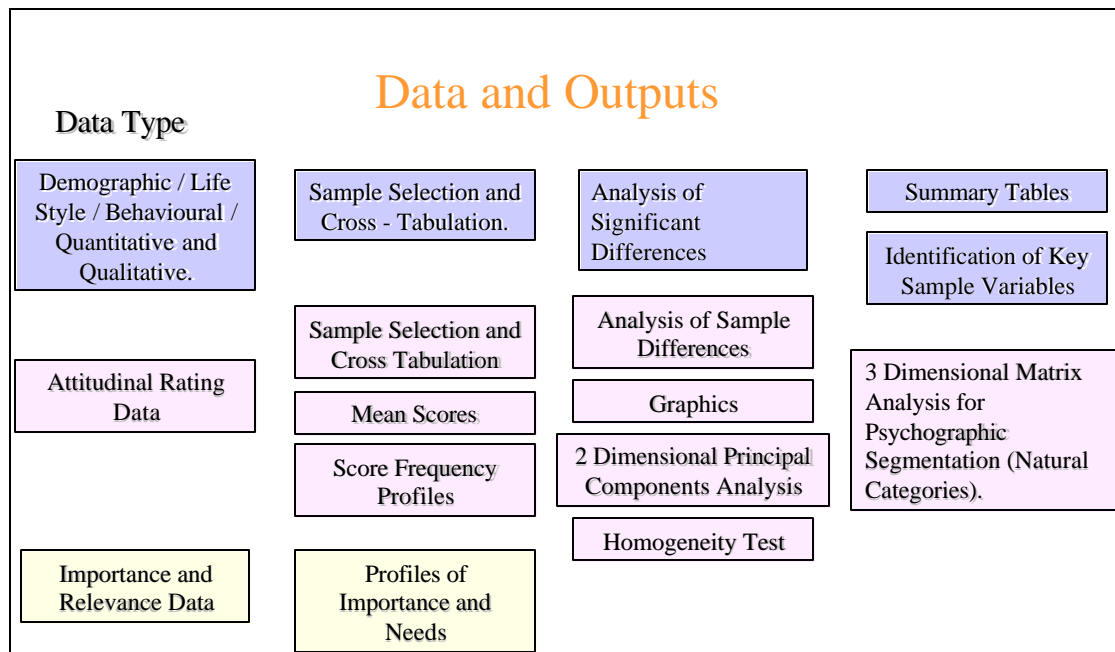 Data and Outputs
Data Type
Demographic / Life
Style / Behavioural /
Quantitative and
Qualitative.
Sample Selection and
Cross - Tabulation.
Analysis of
Significant
Differences
Summary Tables
Identification of Key
Sample Variables
Attitudinal Rating
Data
Sample Selection and
Cross Tabulation
Mean Scores
Score Frequency
Profiles
Analysis of Sample
Differences
Graphics
2 Dimensional Principal
Components Analysis
Homogeneity Test
3 Dimensional Matrix
Analysis for
Psychographic
Segmentation (Natural
Categories).
Importance and
Relevance Data
Profiles of
Importance and
Needs